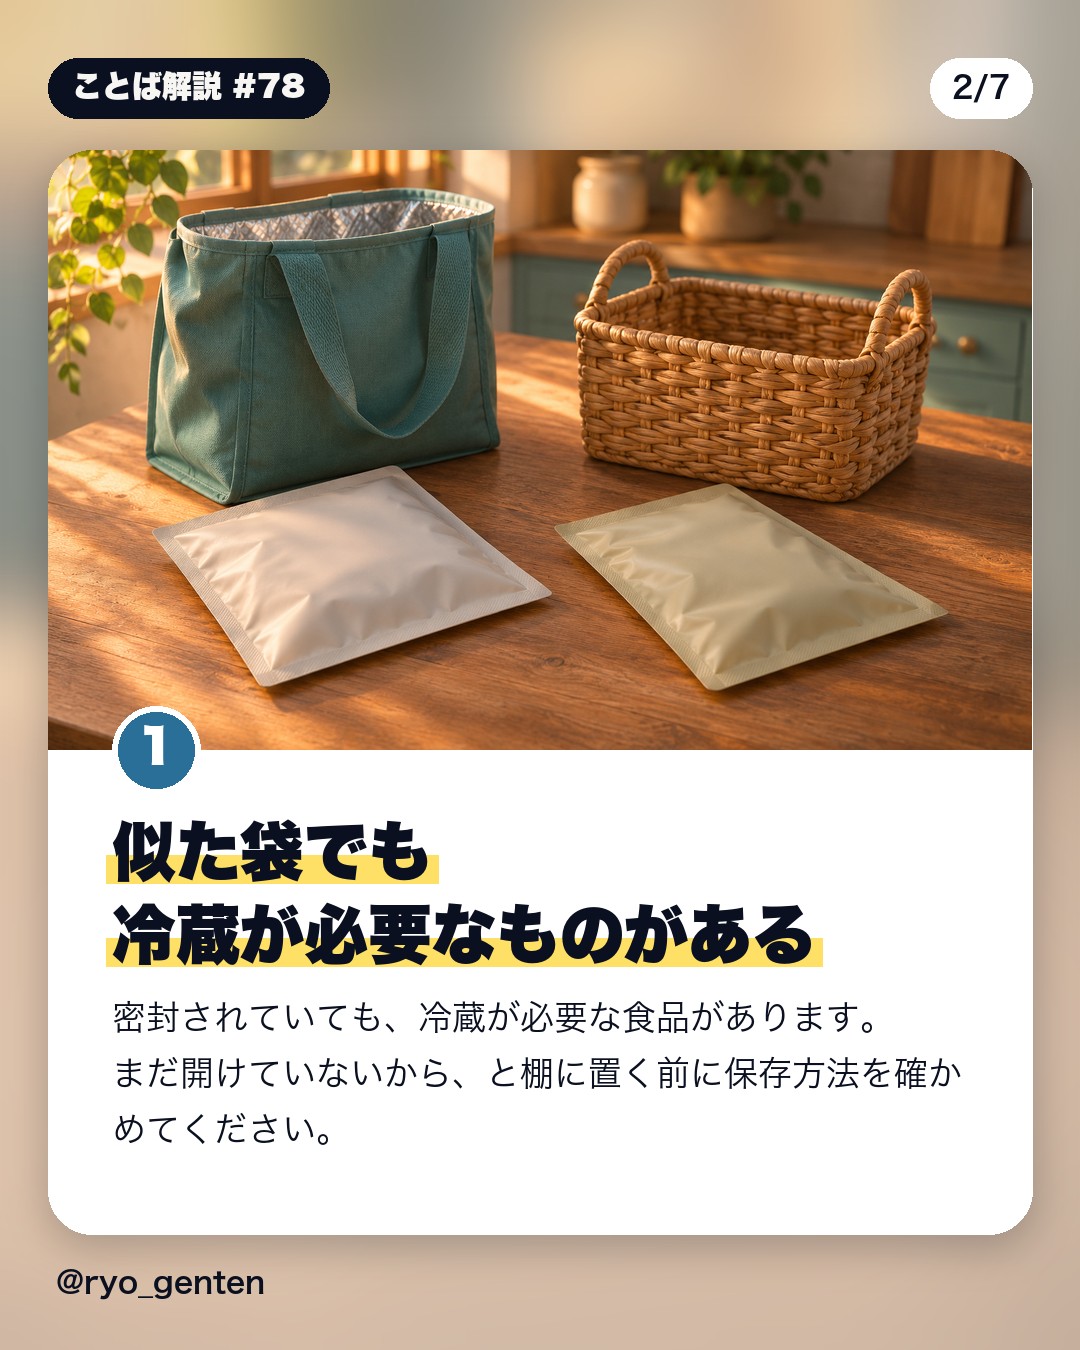 ことば解説 #78
2/7
1
似た袋でも
冷蔵が必要なものがある
密封されていても、冷蔵が必要な食品があります。
まだ開けていないから、と棚に置く前に保存方法を確か
めてください。
@ryo_genten